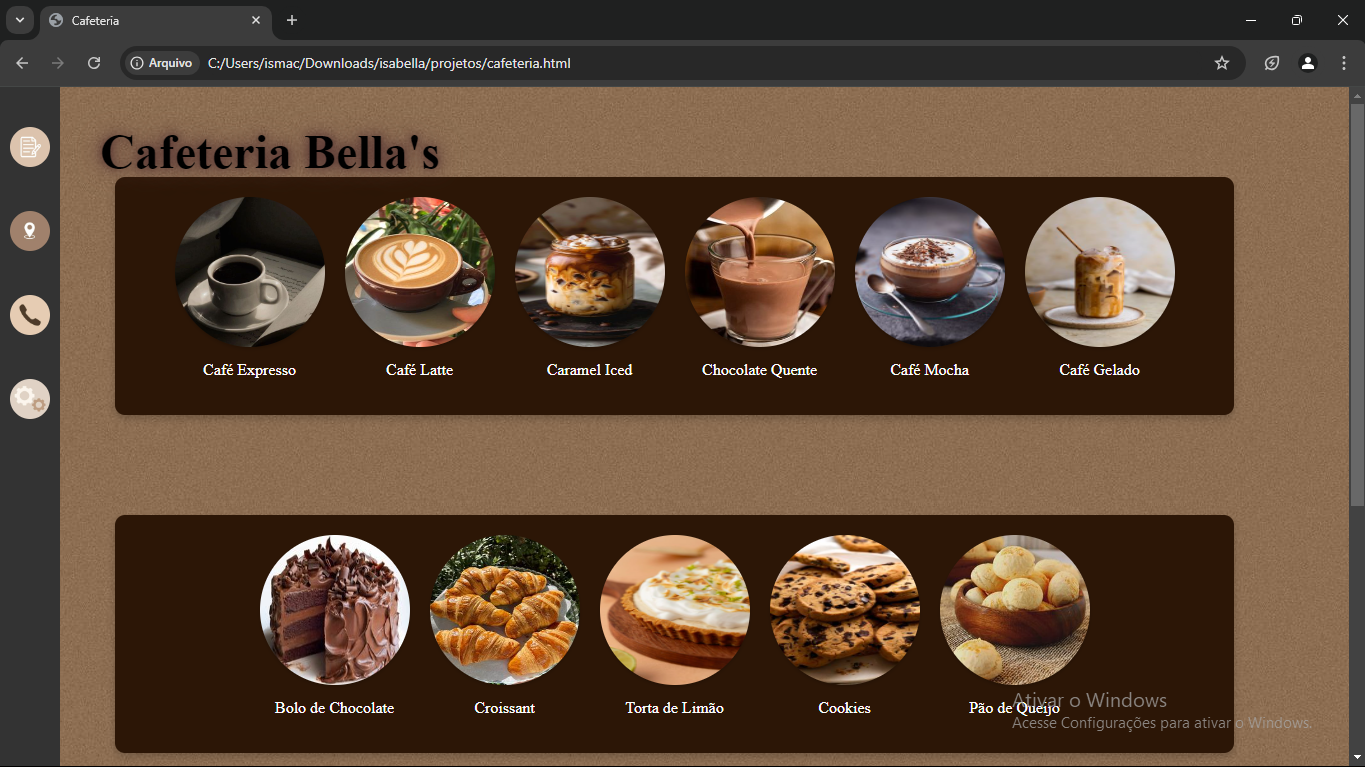 Cafeteria
Arquivo C:/Users/ismac/Downloads/isabella/projetos/cafeteria.html
Cafeteria Bella's
Café Expresso Café Latte Caramel Iced Chocolate Quente Café Mocha Café Gelado
Bolo de Chocolate Croissant Torta de Limão Cookies Pão de Queijo
Ativar o Windows
Acesse Configurações para ativar o Windows.